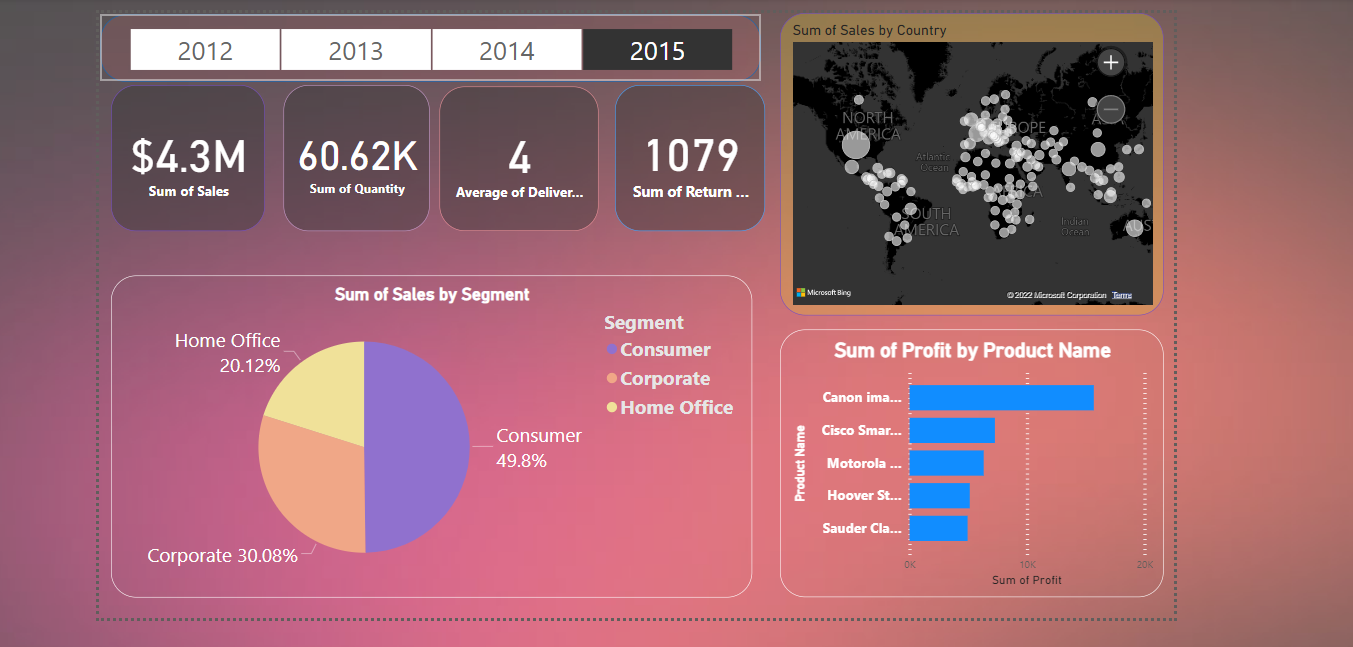 2012 2013 2014 2015
$4.3M
Sum of Sales
60.62K
Sum of Quantity
4
Average of Deliver...
1079
Sum of Return ...
Sum of Sales by Country
NORTH
AMERICA
Atlantic
Ocean
SOUTH
AMERICA
Indian
Ocean
AUS
Microsoft Bing
© 2022 Microsoft Corporation Terms
Sum of Sales by Segment
Home Office
20.12%
Consumer
49.8%
Corporate 30.08%
Segment
Consumer
Corporate
Home Office
Sum of Profit by Product Name
Product Name
Canon ima...
Cisco Smar...
Motorola ...
Hoover St...
Sauder Cla...
0K 10K 20K
Sum of Profit